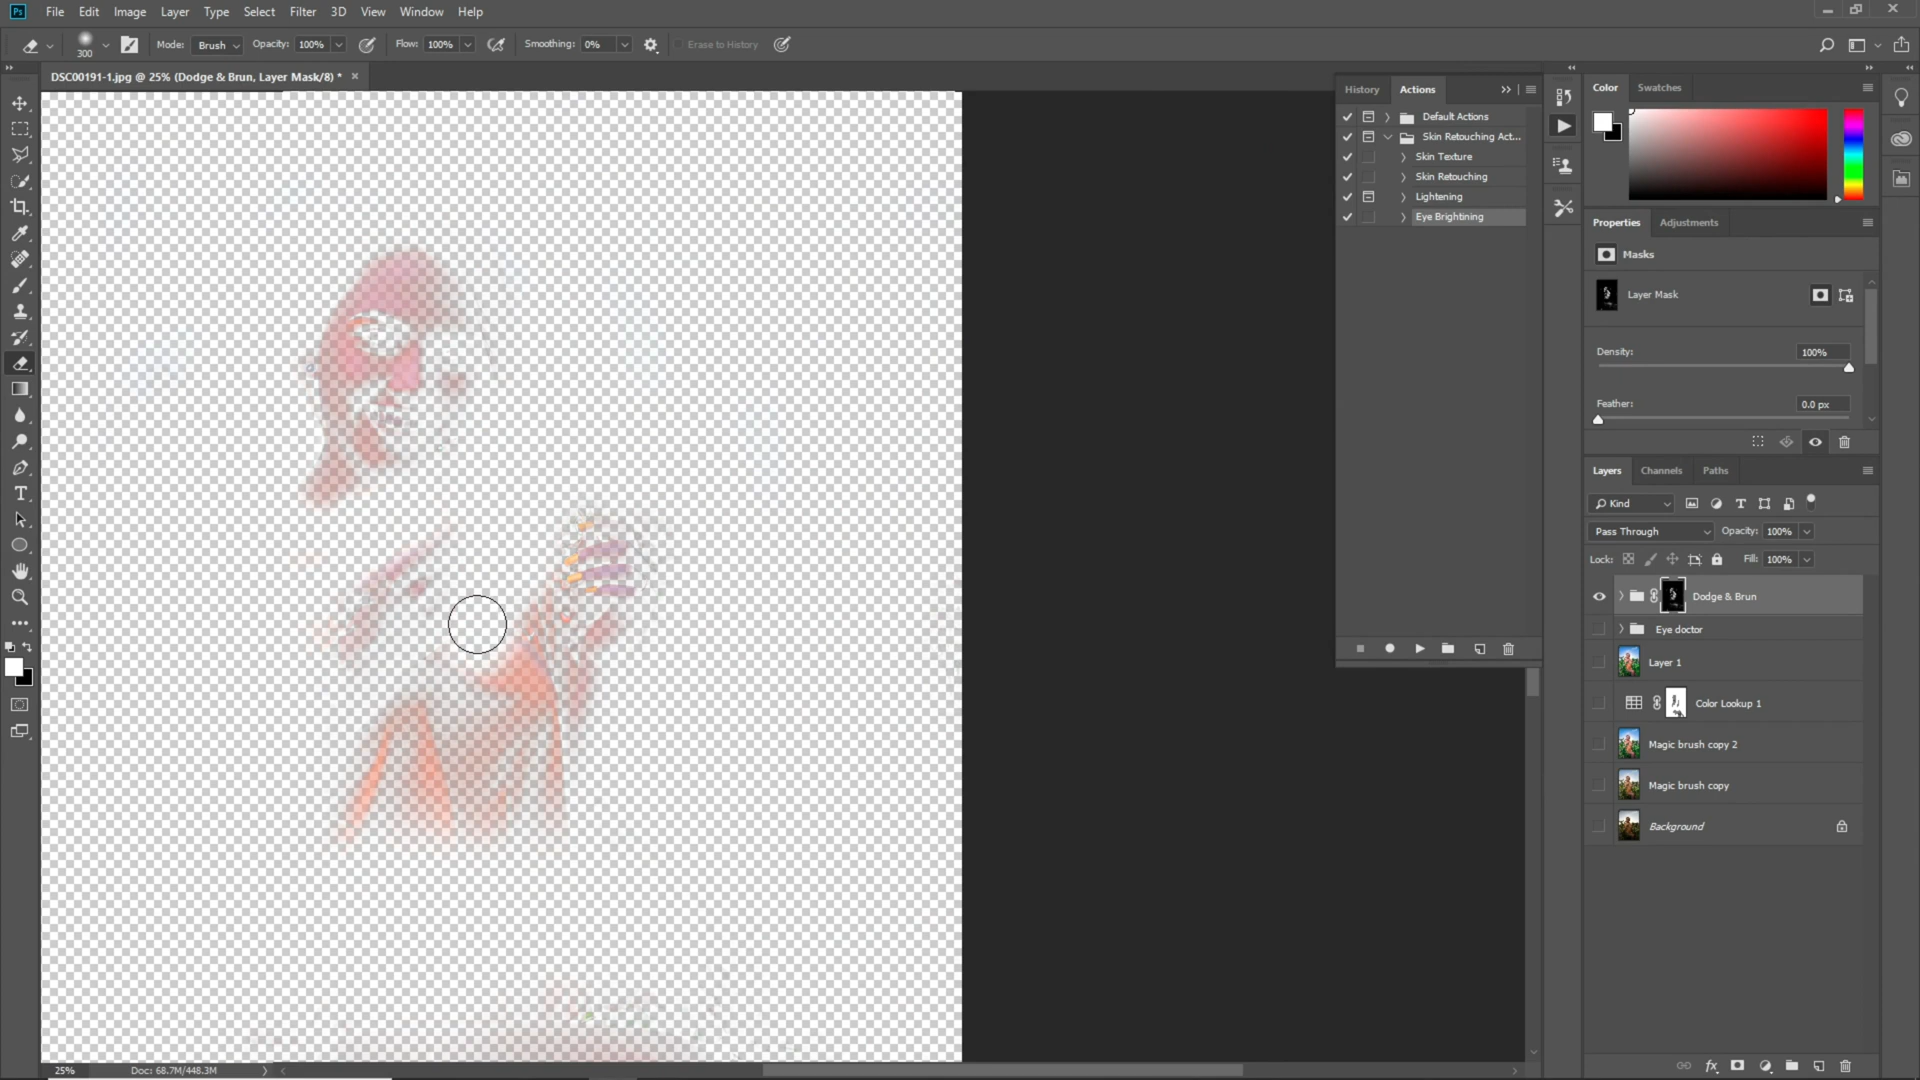 Ps File Edit Image Layer Type Select Filter 3D View Window Help
300 Mode: Brush Opacity: 100% Flow: 100% Smoothing: 0% Erase to History
DSC00191-1.jpg @ 25% (Dodge & Brun, Layer Mask/8) *
History Actions
Default Actions
Skin Retouching Act...
Skin Texture
Skin Retouching
Lightening
Eye Brightining
Color Swatches
Properties Adjustments
Masks
Layer Mask
Density: 100%
Feather: 0.0 px
Layers Channels Paths
Kind
Pass Through Opacity: 100%
Lock: Fill: 100%
Dodge & Brun
Eye doctor
Layer 1
Color Lookup 1
Magic brush copy 2
Magic brush copy
Background
25% Doc: 68.7M/448.3M